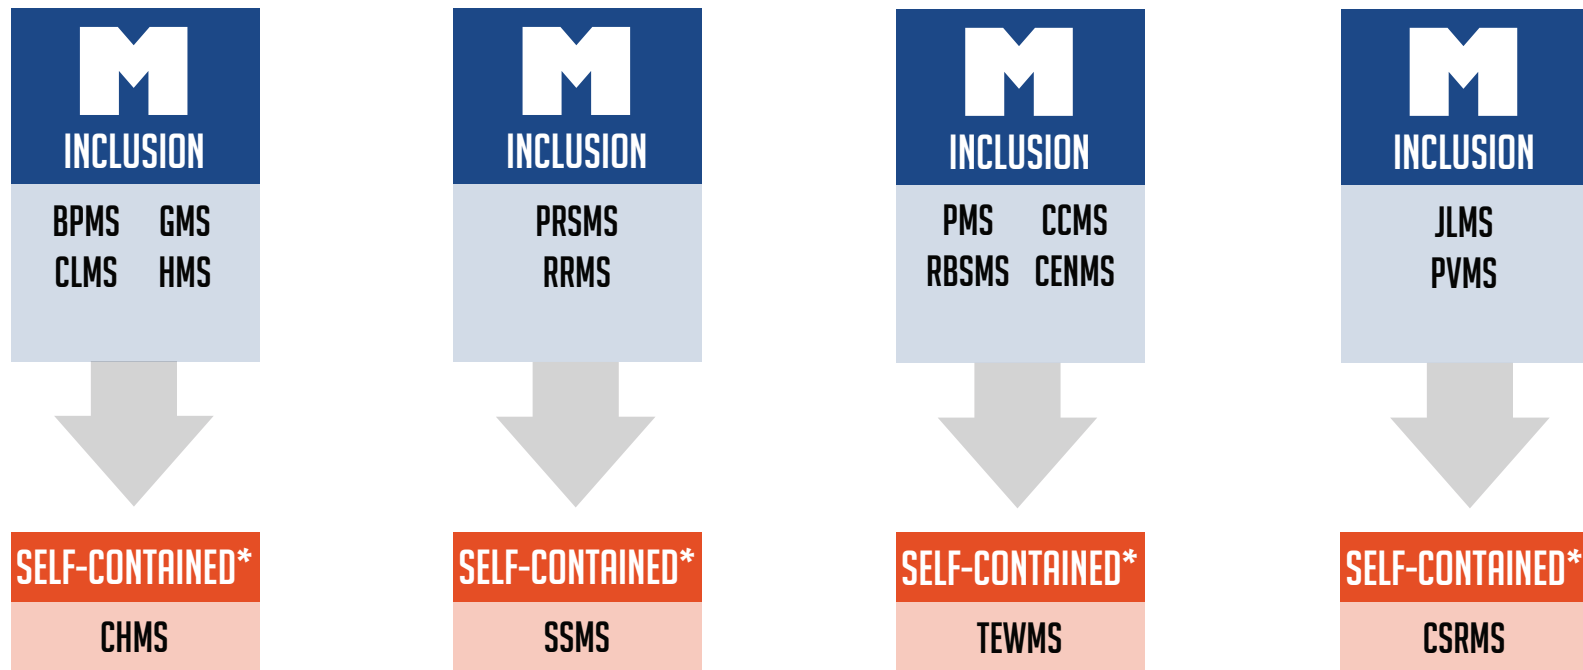 M
INCLUSION
BPMS GMS
CLMS HMS
SELF-CONTAINED*
CHMS
M
INCLUSION
PRSMS
RRMS
SELF-CONTAINED*
SSMS
M
INCLUSION
PMS CCMS
RBSMS CENMS
SELF-CONTAINED*
TEWMS
M
INCLUSION
JLMS
PVMS
SELF-CONTAINED*
CSRMS